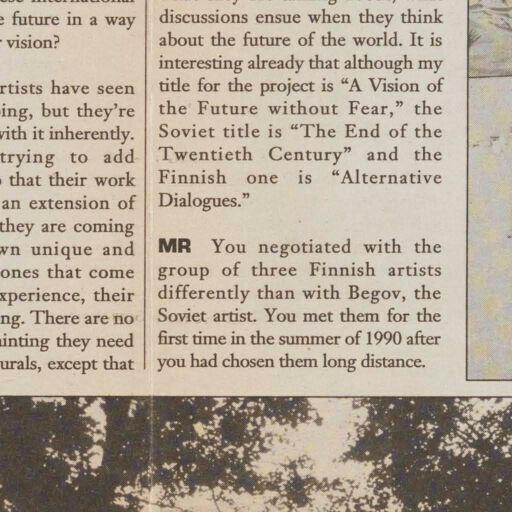 e future in a way
vision?
rtists have seen
ing, but they're
with it inherently.
trying to add
that their work
an extension of
they are coming
wn unique and
ones that come
xperience, their
ng. There are no
ainting they need
urals, except that
discussions ensue when they think
about the future of the world. It is
interesting already that although my
title for the project is “A Vision of
the Future without Fear,” the
Soviet title is “The End of the
Twentieth Century” and the
Finnish one is “Alternative
Dialogues.”
MR You negotiated with the
group of three Finnish artists
differently than with Begov, the
Soviet artist. You met them for the
first time in the summer of 1990 after
you had chosen them long distance.